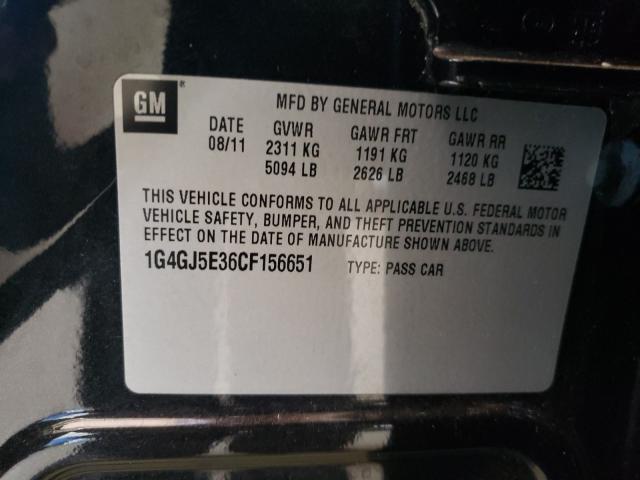 GM®
MFD BY GENERAL MOTORS LLC
DATE GVWR GAWR FRT GAWR RR
08/11 2311 KG 1191 KG 1120 KG
5094 LB 2626 LB 2468 LB
THIS VEHICLE CONFORMS TO ALL APPLICABLE U.S. FEDERAL MOTOR
VEHICLE SAFETY, BUMPER, AND THEFT PREVENTION STANDARDS
IN EFFECT ON THE DATE OF MANUFACTURE SHOWN ABOVE.
1G4GJ5E36CF156651 TYPE: PASS CAR